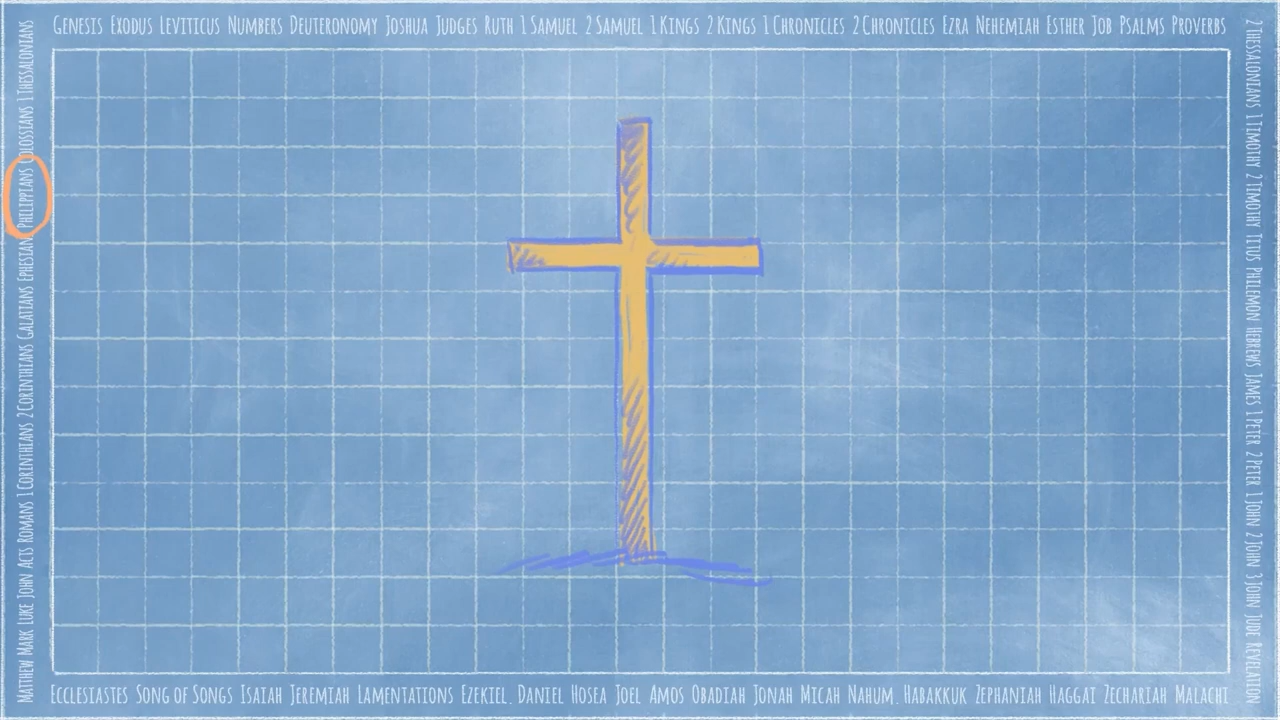 Genesis Exodus Leviticus Numbers Deuteronomy Joshua Judges Ruth 1 Samuel 2 Samuel 1 Kings 2 Kings 1 Chronicles 2 Chronicles Ezra Nehemiah Esther Job Psalms Proverbs
Ecclesiastes Song of Songs Isaiah Jeremiah Lamentations Ezekiel Daniel Hosea Joel Amos Obadiah Jonah Micah Nahum Habakkuk Zephaniah Haggai Zechariah Malachi
Matthew Mark Luke John Acts Romans 1 Corinthians 2 Corinthians Galatians Ephesians Philippians Colossians 1 Thessalonians
2 Thessalonians 1 Timothy 2 Timothy Titus Philemon Hebrews James 1 Peter 2 Peter 1 John 2 John 3 John Jude Revelation